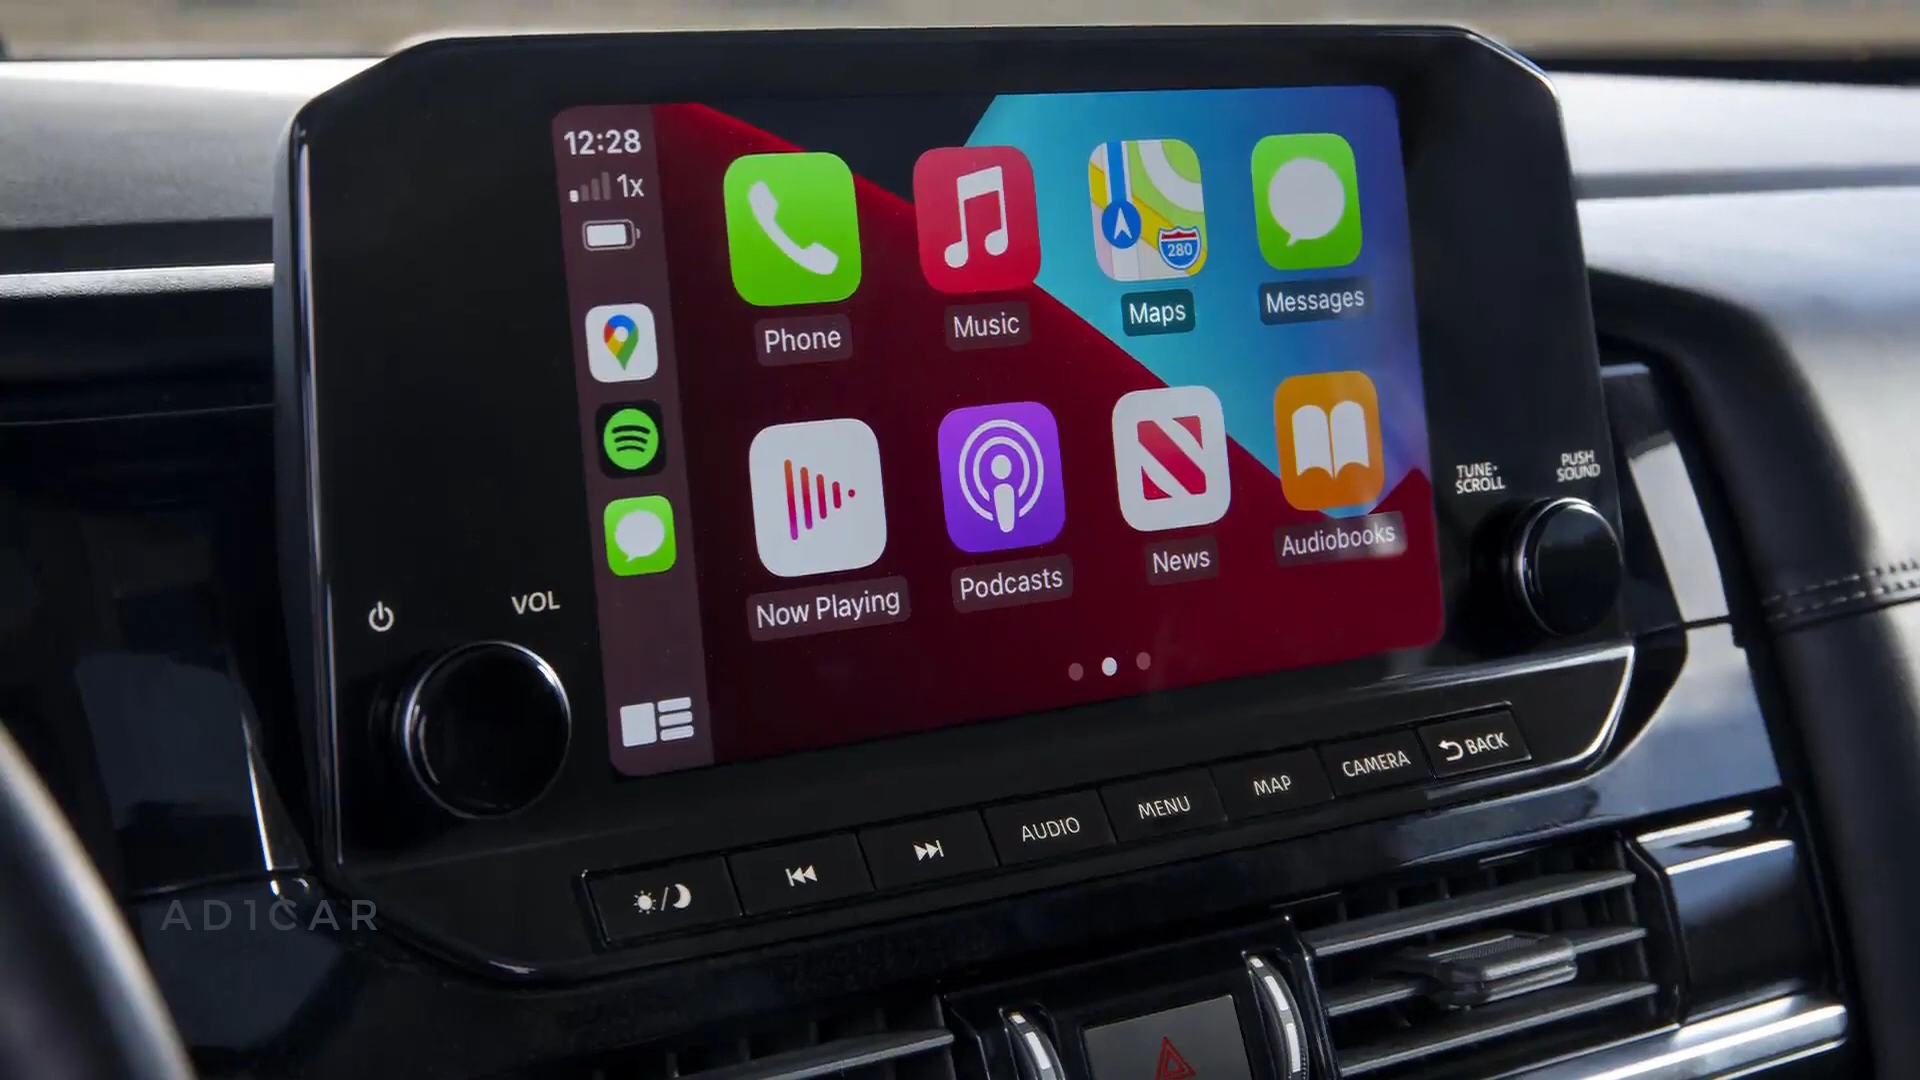 12:28
1x
280
Phone
Music
Maps
Messages
Now Playing
Podcasts
News
Audiobooks
VOL
TUNE·
SCROLL
PUSH
SOUND
AUDIO
MENU
MAP
CAMERA
BACK
AD1CAR